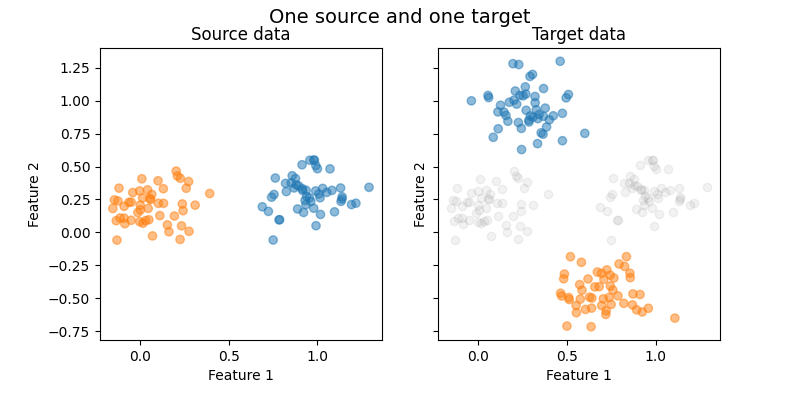 One source and one target
Source data
Target data
1.25
1.00
0.75
0.50
0.25
0.00
−0.25
−0.50
−0.75
Feature 2
Feature 2
0.0 0.5 1.0
0.0 0.5 1.0
Feature 1
Feature 1